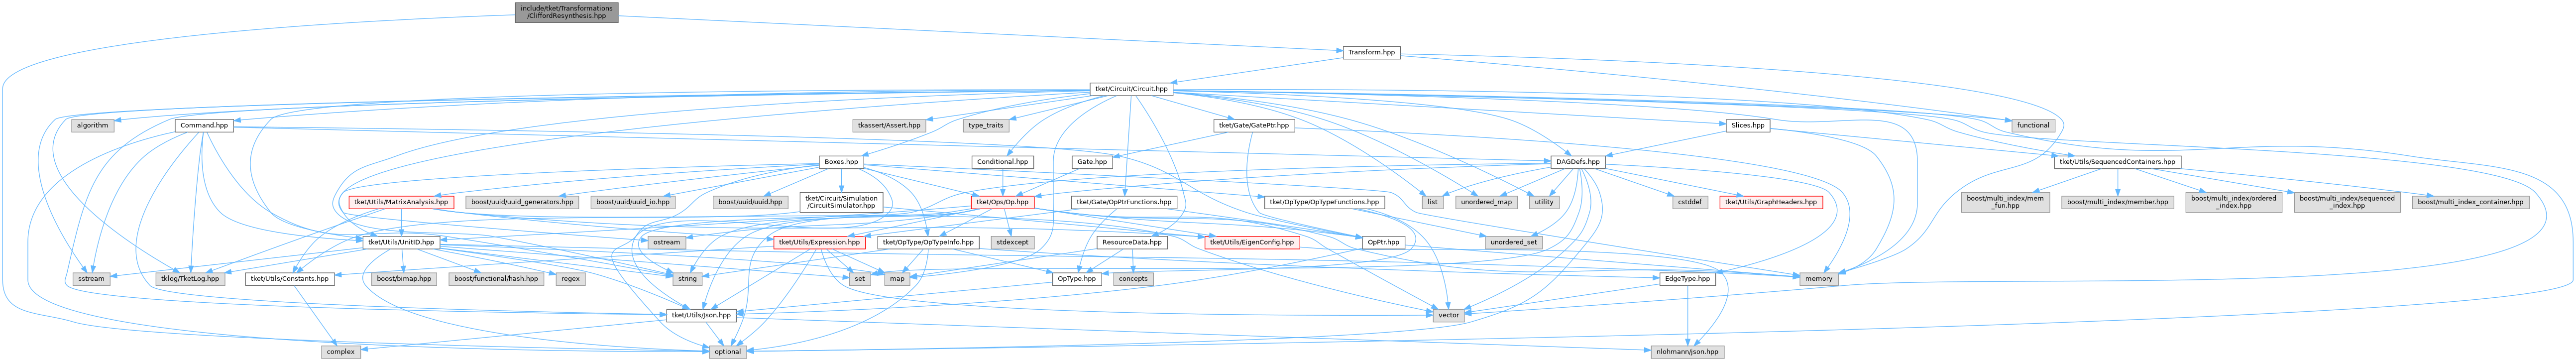 include/tket/Transformations
/CliffordResynthesis.hpp
Transform.hpp
tket/Circuit/Circuit.hpp
algorithm
Command.hpp
tkassert/Assert.hpp
type_traits
tket/Gate/GatePtr.hpp
Slices.hpp
functional
Boxes.hpp
Conditional.hpp
Gate.hpp
DAGDefs.hpp
tket/Utils/SequencedContainers.hpp
tket/Utils/MatrixAnalysis.hpp
boost/uuid/uuid_generators.hpp
boost/uuid/uuid_io.hpp
boost/uuid/uuid.hpp
tket/Circuit/Simulation
/CircuitSimulator.hpp
tket/Ops/Op.hpp
tket/Gate/OpPtrFunctions.hpp
tket/OpType/OpTypeFunctions.hpp
list
unordered_map
utility
cstddef
tket/Utils/GraphHeaders.hpp
boost/multi_index/mem
_fun.hpp
boost/multi_index/member.hpp
boost/multi_index/ordered
_index.hpp
boost/multi_index/sequenced
_index.hpp
boost/multi_index_container.hpp
tket/Utils/UnitID.hpp
ostream
tket/Utils/Expression.hpp
tket/OpType/OpTypeInfo.hpp
stdexcept
ResourceData.hpp
tket/Utils/EigenConfig.hpp
OpPtr.hpp
unordered_set
sstream
tklog/TketLog.hpp
tket/Utils/Constants.hpp
boost/bimap.hpp
boost/functional/hash.hpp
regex
string
set
map
OpType.hpp
concepts
EdgeType.hpp
memory
tket/Utils/Json.hpp
vector
complex
optional
nlohmann/json.hpp